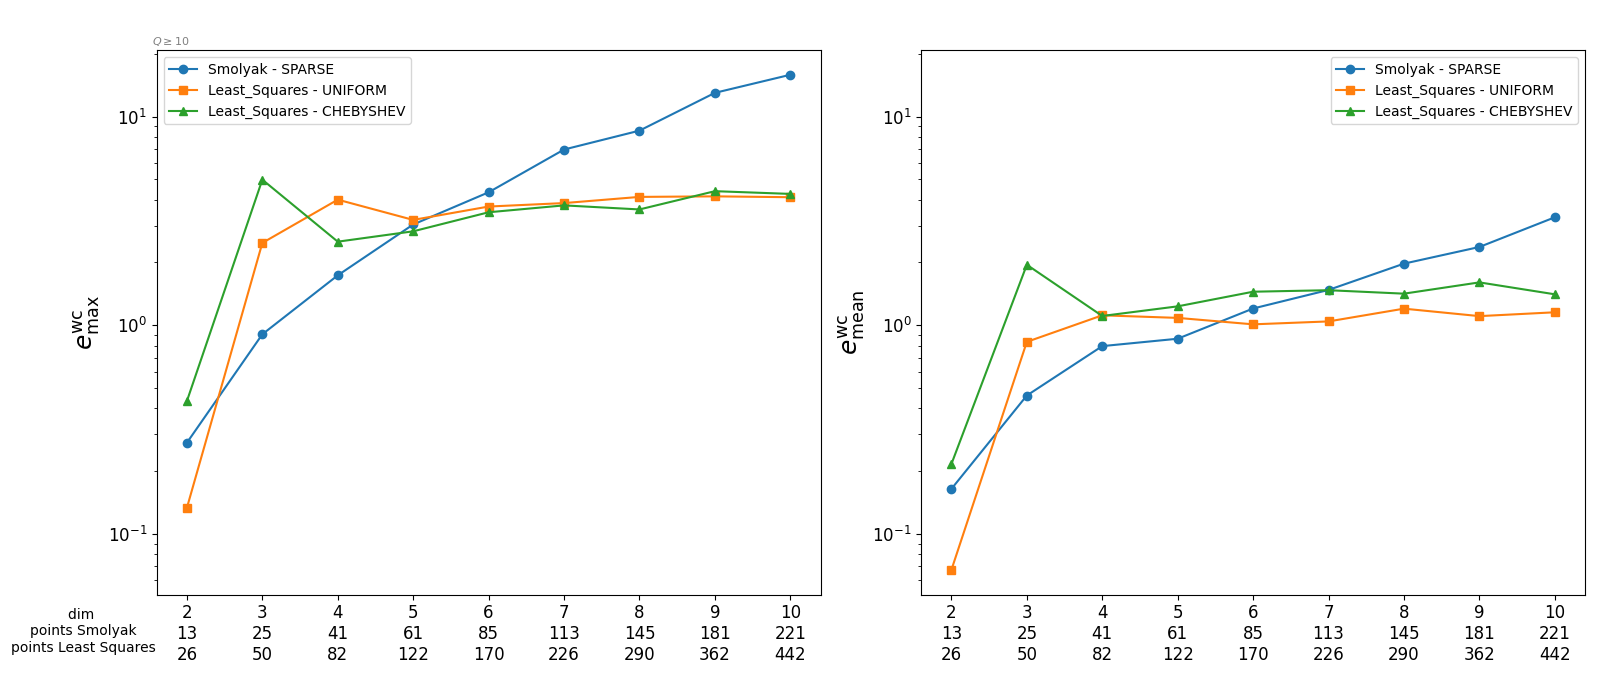 Q ≥ 10
Smolyak - SPARSE
Least_Squares - UNIFORM
Least_Squares - CHEBYSHEV
10¹
10⁰
10⁻¹
e^wc_max
dim
points Smolyak
points Least Squares
2 3 4 5 6 7 8 9 10
13 25 41 61 85 113 145 181 221
26 50 82 122 170 226 290 362 442
Smolyak - SPARSE
Least_Squares - UNIFORM
Least_Squares - CHEBYSHEV
10¹
10⁰
10⁻¹
e^wc_mean
2 3 4 5 6 7 8 9 10
13 25 41 61 85 113 145 181 221
26 50 82 122 170 226 290 362 442